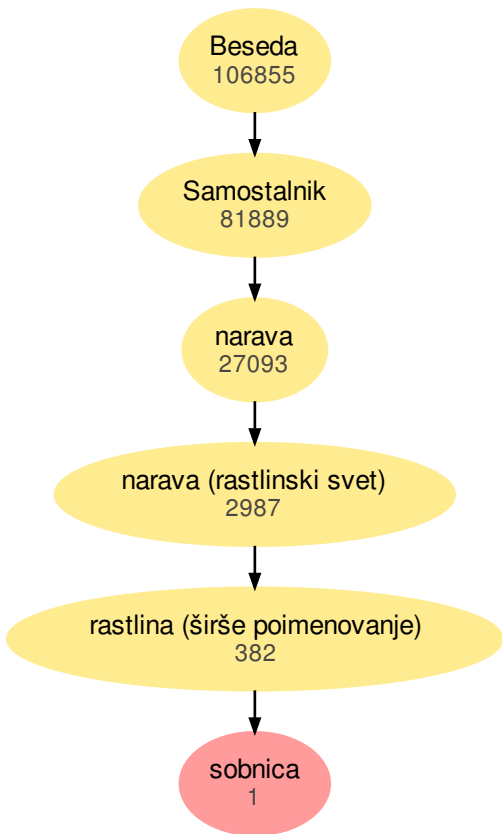 Beseda
106855
Samostalnik
81889
narava
27093
narava (rastlinski svet)
2987
rastlina (širše poimenovanje)
382
sobnica
1